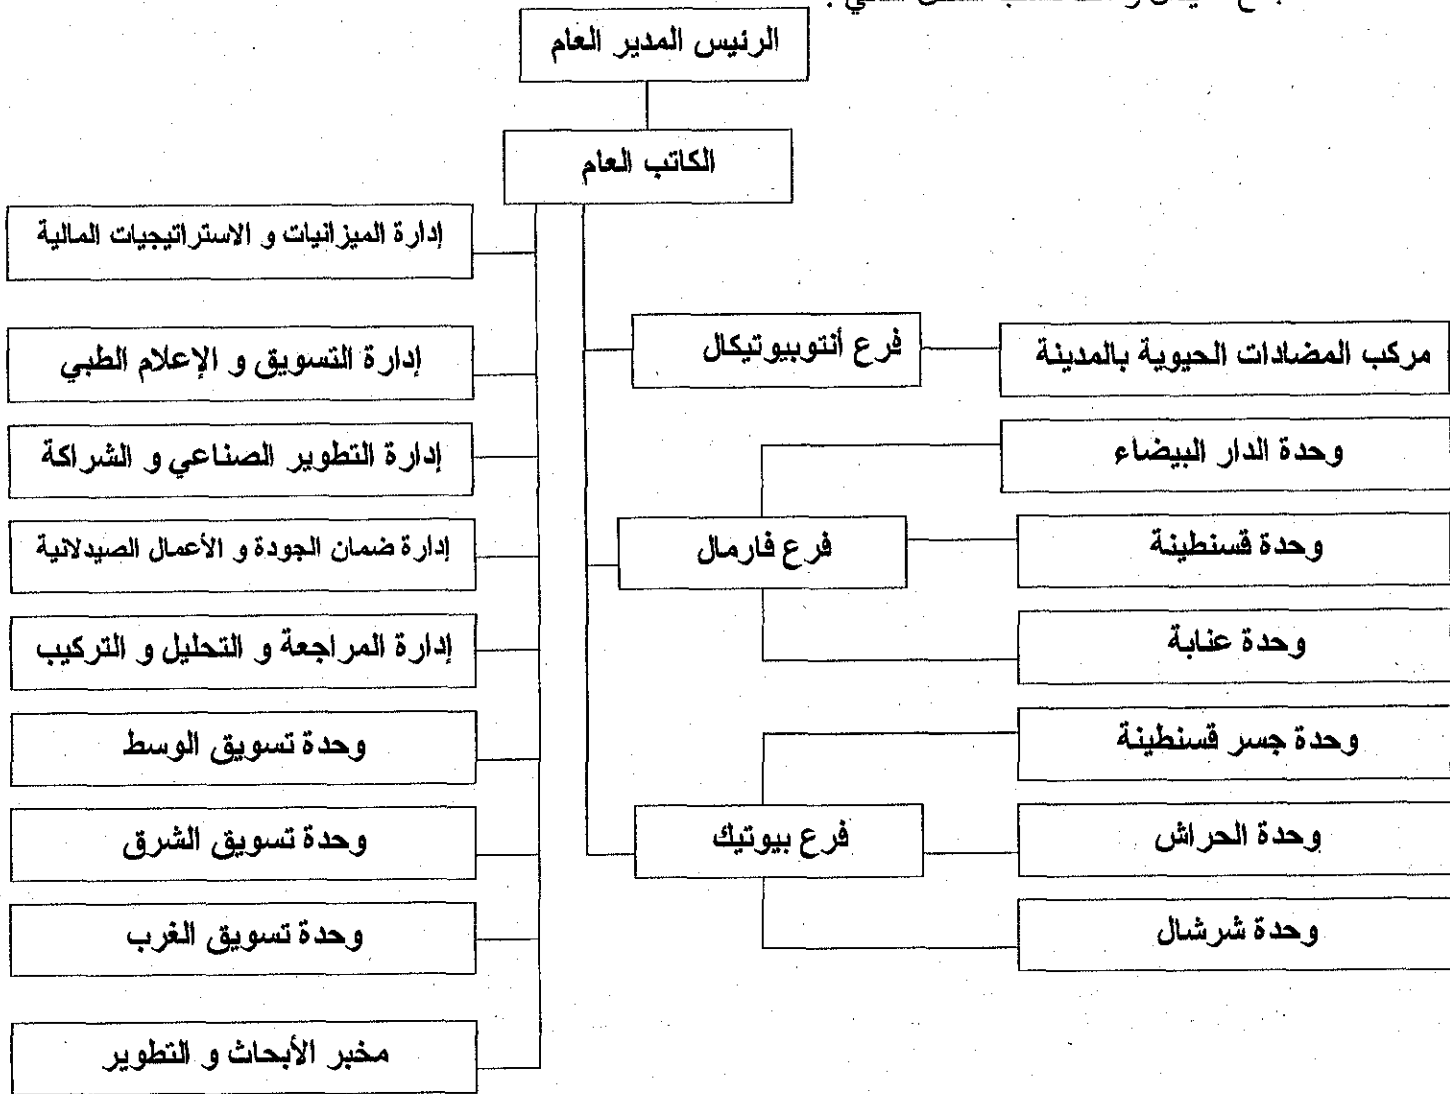 الرئيس المدير العام
الكاتب العام
إدارة الميزانيات و الاستراتيجيات المالية
إدارة التسويق و الإعلام الطبي
إدارة التطوير الصناعي و الشراكة
إدارة ضمان الجودة و الأعمال الصيدلانية
إدارة المراجعة و التحليل و التركيب
وحدة تسويق الوسط
وحدة تسويق الشرق
وحدة تسويق الغرب
مخبر الأبحاث و التطوير
فرع أنتوبيوتيكال
مركب المضادات الحيوية بالمدينة
فرع فارمال
وحدة الدار البيضاء
وحدة قسنطينة
وحدة عنابة
فرع بيوتيك
وحدة جسر قسنطينة
وحدة الحراش
وحدة شرشال